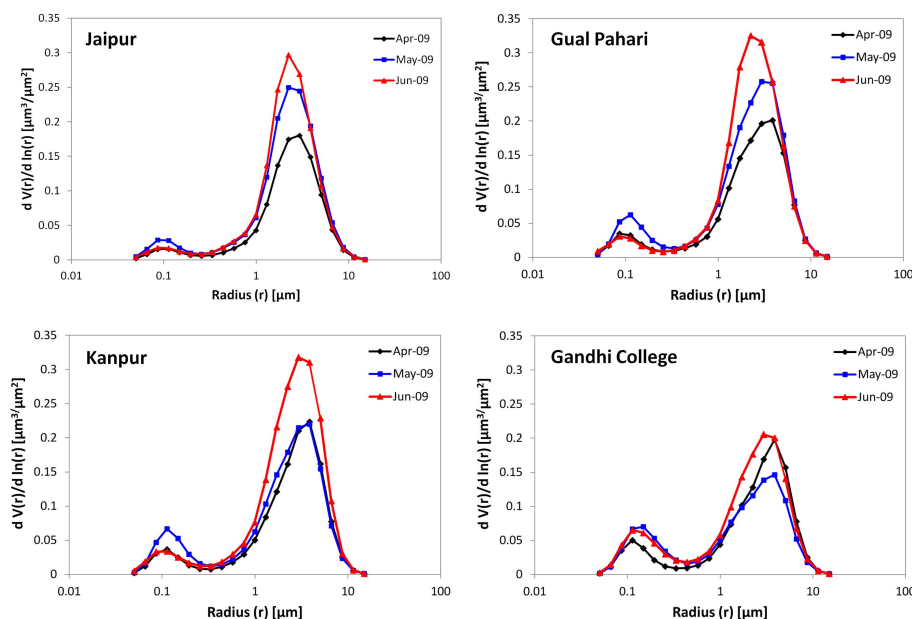 Jaipur
Apr-09
May-09
Jun-09
0.35
0.3
0.25
0.2
0.15
0.1
0.05
0
0.01
0.1
1
10
100
d V(r)/d ln(r) [µm³/µm²]
Radius (r) [µm]
Gual Pahari
Apr-09
May-09
Jun-09
0.35
0.3
0.25
0.2
0.15
0.1
0.05
0
0.01
0.1
1
10
100
d V(r)/d ln(r) [µm³/µm²]
Radius (r) [µm]
Kanpur
Apr-09
May-09
Jun-09
0.35
0.3
0.25
0.2
0.15
0.1
0.05
0
0.01
0.1
1
10
100
d V(r)/d ln(r) [µm³/µm²]
Radius (r) [µm]
Gandhi College
Apr-09
May-09
Jun-09
0.35
0.3
0.25
0.2
0.15
0.1
0.05
0
0.01
0.1
1
10
100
d V(r)/d ln(r) [µm³/µm²]
Radius (r) [µm]